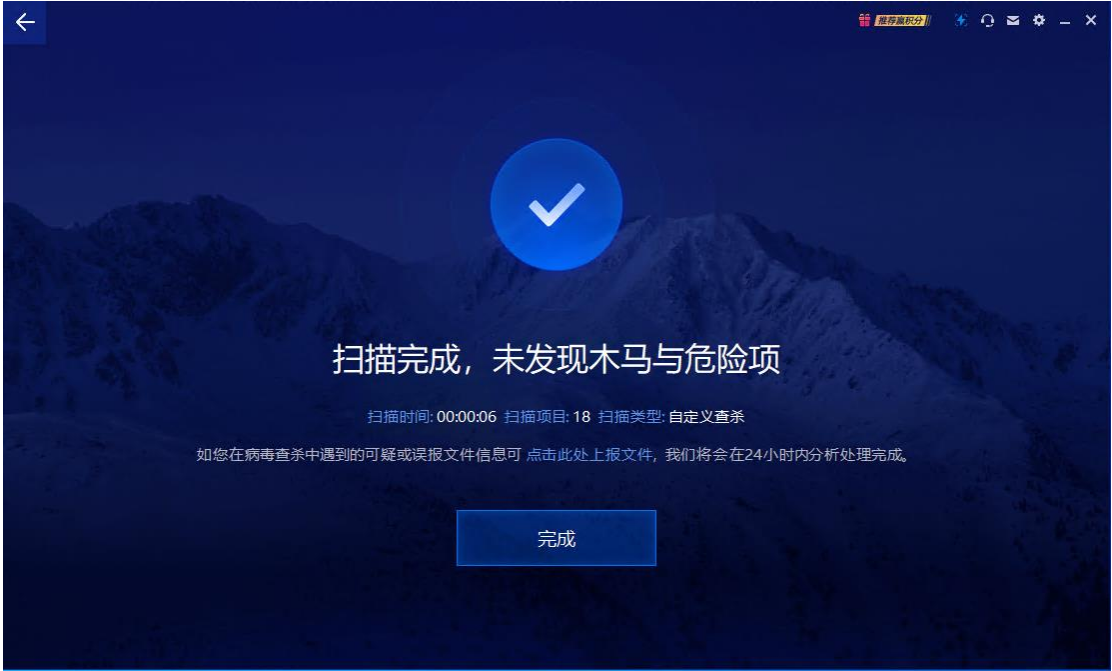 推荐赢积分
扫描完成，未发现木马与危险项
扫描时间: 00:00:06 扫描项目: 18 扫描类型: 自定义查杀
如您在病毒查杀中遇到的可疑或误报文件信息可 点击此处上报文件, 我们将会在24小时内分析处理完成。
完成